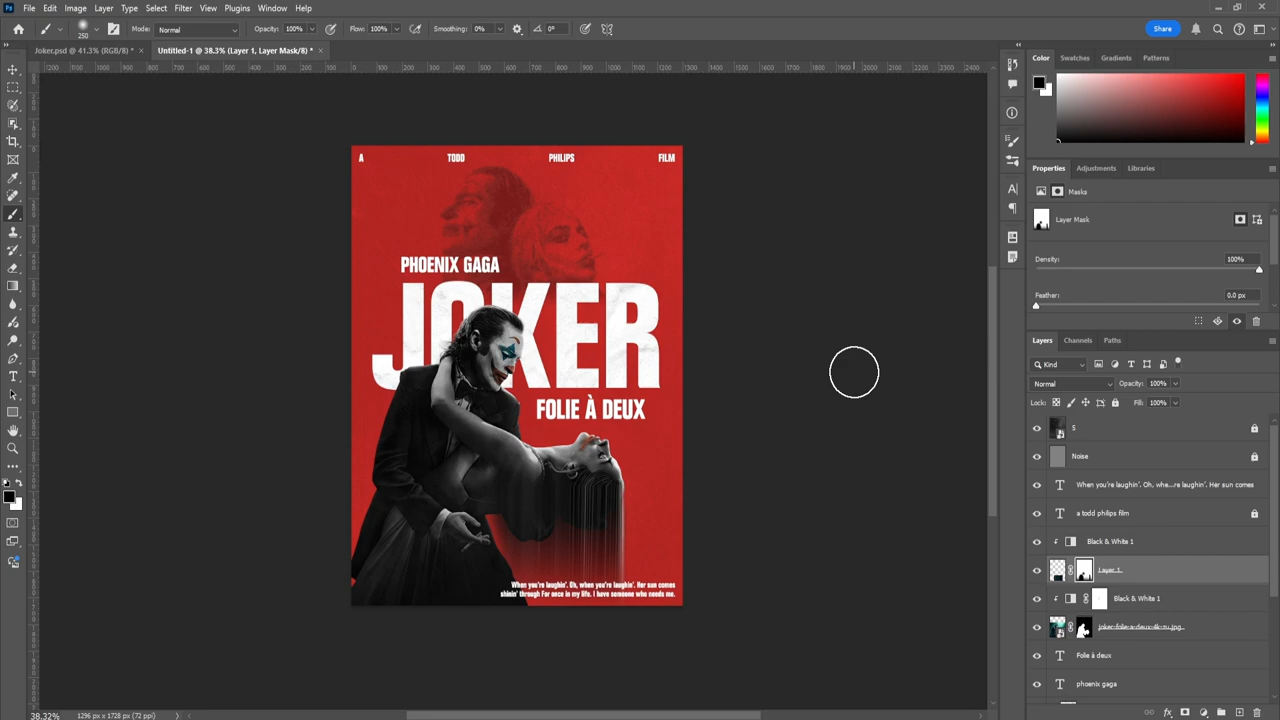 File Edit Image Layer Type Select Filter View Plugins Window Help
250 Mode: Normal Opacity: 100% Flow: 100% Smoothing: 0% 0° Share
Joker.psd @ 41.3% (RGB/8) * × Untitled-1 @ 38.3% (Layer 1, Layer Mask/8) * ×
A TODD PHILIPS FILM
PHOENIX GAGA
JOKER
FOLIE À DEUX
When you're laughin'. Oh, when you're laughin'. Her sun comes
shinin' through For once in my life. I have someone who needs me.
Color Swatches Gradients Patterns
Properties Adjustments Libraries
Masks
Layer Mask
Density: 100%
Feather: 0.0 px
Layers Channels Paths
Kind
Normal Opacity: 100%
Lock: Fill: 100%
S
Noise
When you're laughin'. Oh, whe...re laughin'. Her sun comes
a todd philips film
Black & White 1
Layer 1
Black & White 1
joker-folie-a-deux-4k-zu.jpg
Folie à deux
phoenix gaga
38.32% 1296 px x 1728 px (72 ppi)